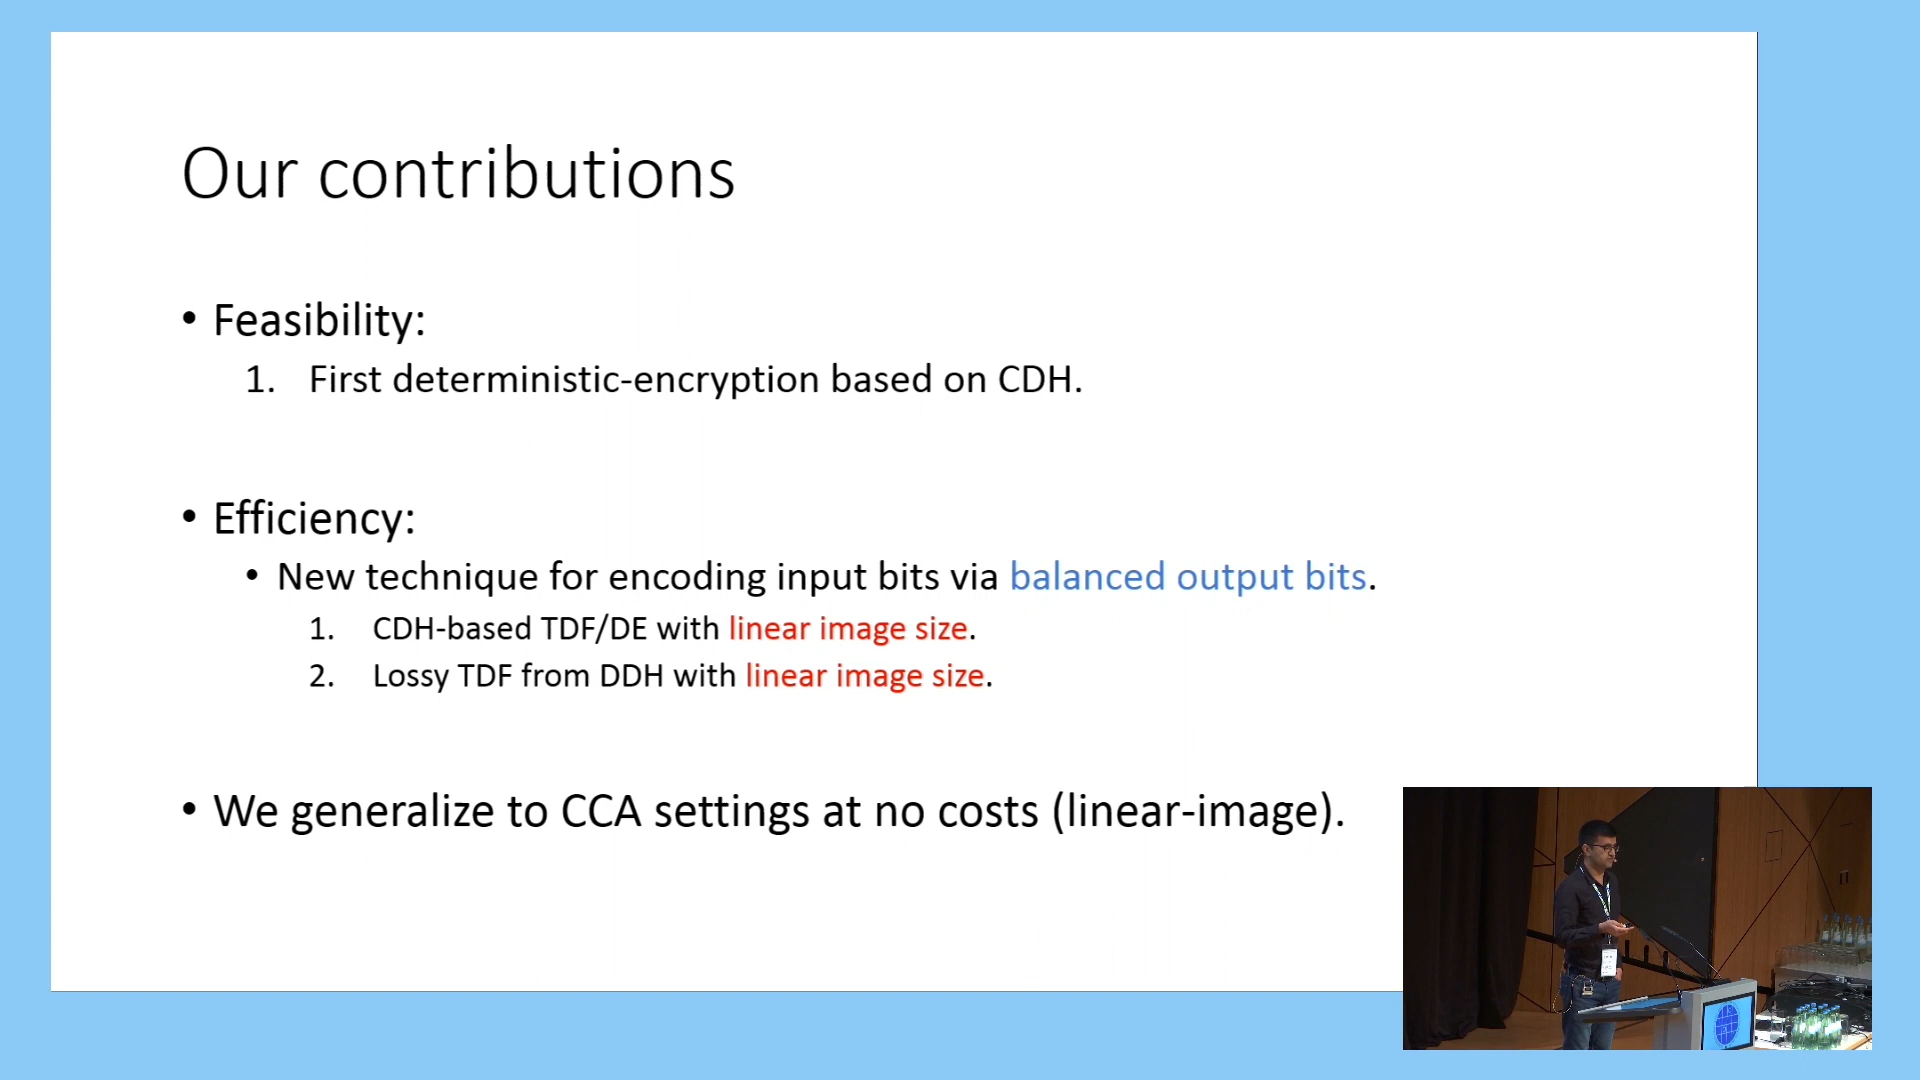 Our contributions
• Feasibility:
1. First deterministic-encryption based on CDH.
• Efficiency:
• New technique for encoding input bits via balanced output bits.
1. CDH-based TDF/DE with linear image size.
2. Lossy TDF from DDH with linear image size.
• We generalize to CCA settings at no costs (linear-image).